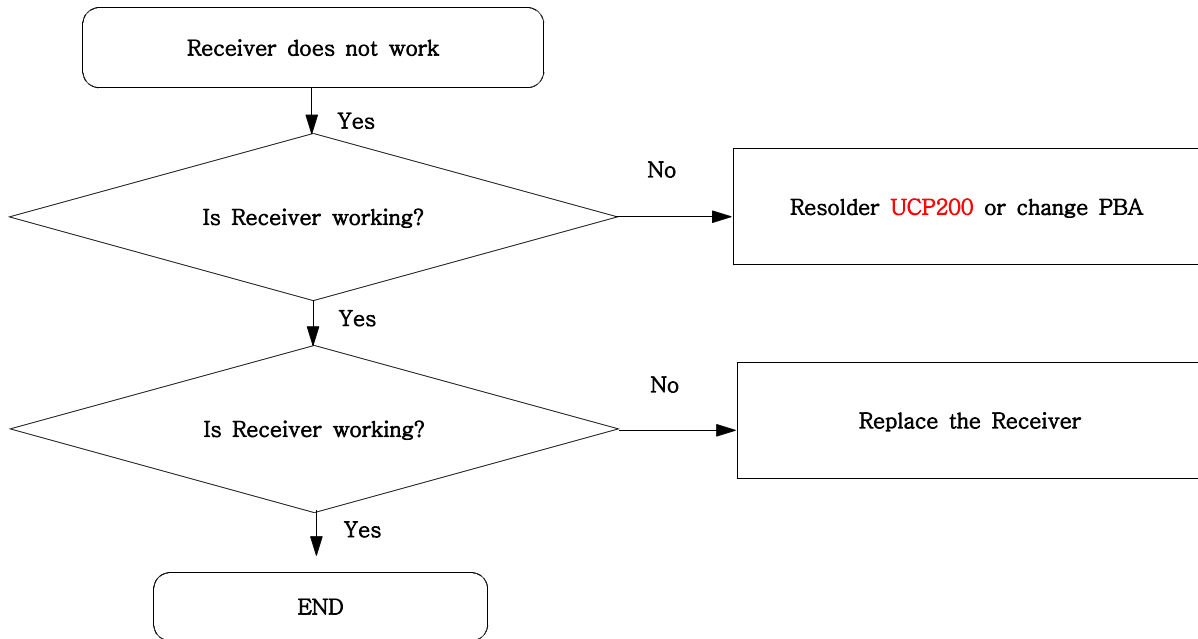 Receiver does not work
Yes
Is Receiver working?
No
Resolder UCP200 or change PBA
Yes
Is Receiver working?
No
Replace the Receiver
Yes
END